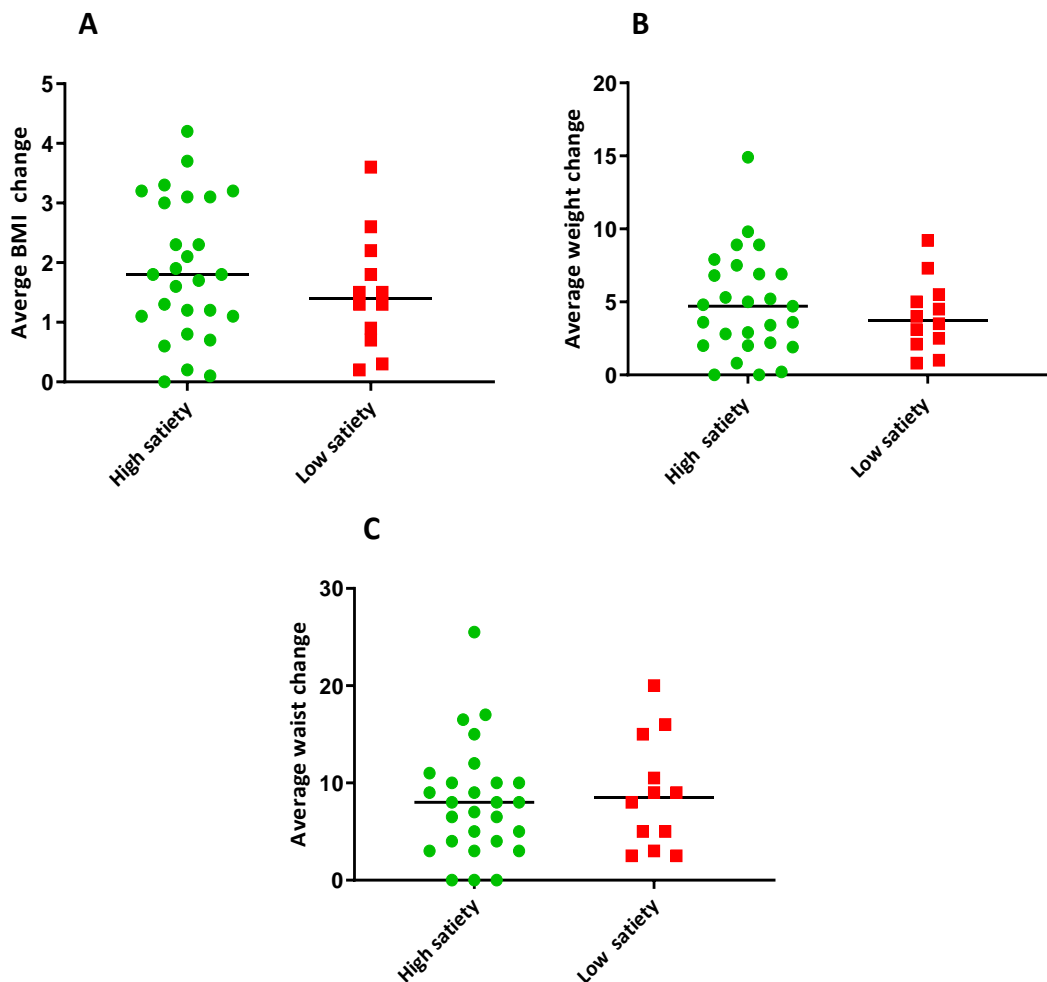 A
Averge BMI  change
5
4
3
2
1
0
High satiety
Low satiety
B
Average weight change
20
15
10
5
0
High  satiety
Low satiety
C
Average waist change
30
20
10
0
High satiety
Low  satiety